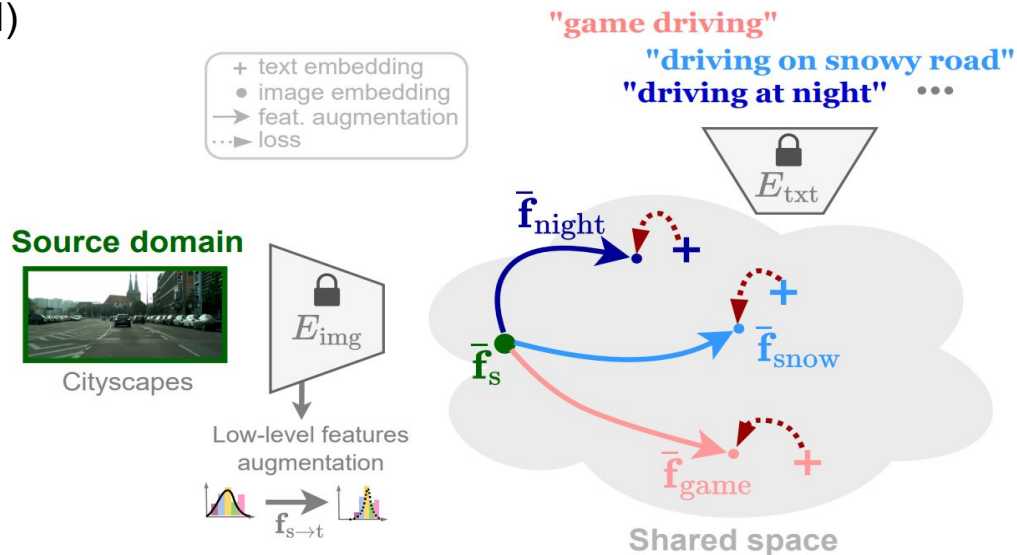 "game driving"
"driving on snowy road"
"driving at night" •••
+ text embedding
image embedding
feat. augmentation
loss
E_txt
f̄_night
Source domain
E_img
f̄_s
f̄_snow
Cityscapes
Low-level features
augmentation
f̄_game
f_s→t
Shared space